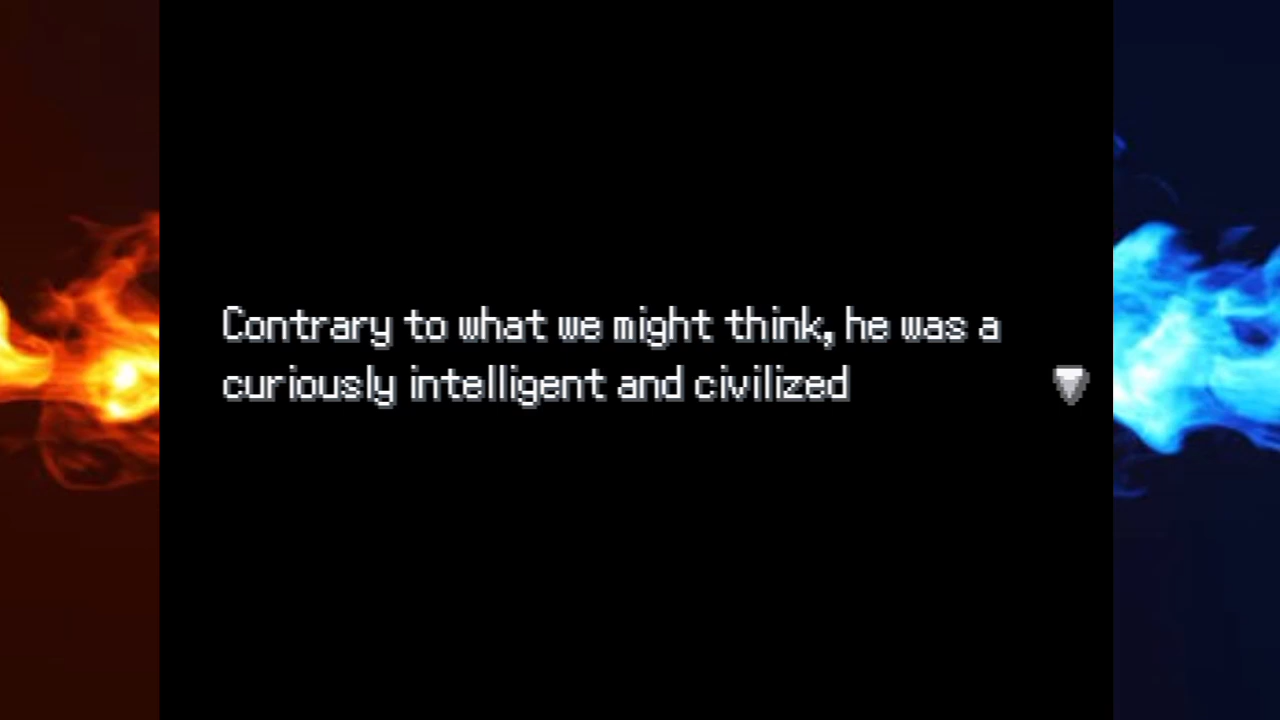 Contrary to what we might think, he was a
curiously intelligent and civilized